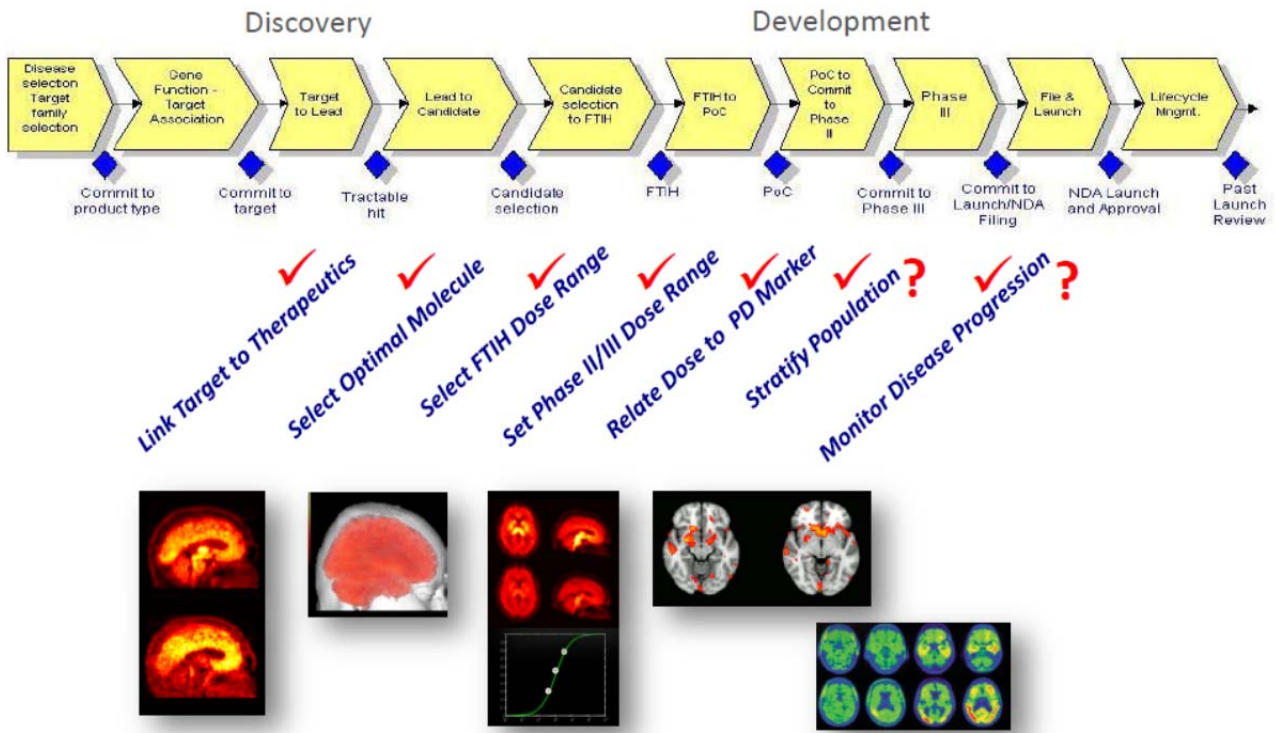 Discovery
Development
Disease
selection
Target
family
selection
Gene
Function -
Target
Association
Target
to Lead
Lead to
Candidate
Candidate
selection
to FTIH
FTIH to
PoC
PoC to
Commit
to
Phase
II
Phase
III
File &
Launch
Lifecycle
Mngmt.
Commit to
product type
Commit to
target
Tractable
hit
Candidate
selection
FTIH
PoC
Commit to
Phase III
Commit to
Launch/NDA
Filing
NDA Launch
and Approval
Past
Launch
Review
Link Target to Therapeutics
Select Optimal Molecule
Select FTIH Dose Range
Set Phase II/III Dose Range
Relate Dose to PD Marker
Stratify Population
?
Monitor Disease Progression
?